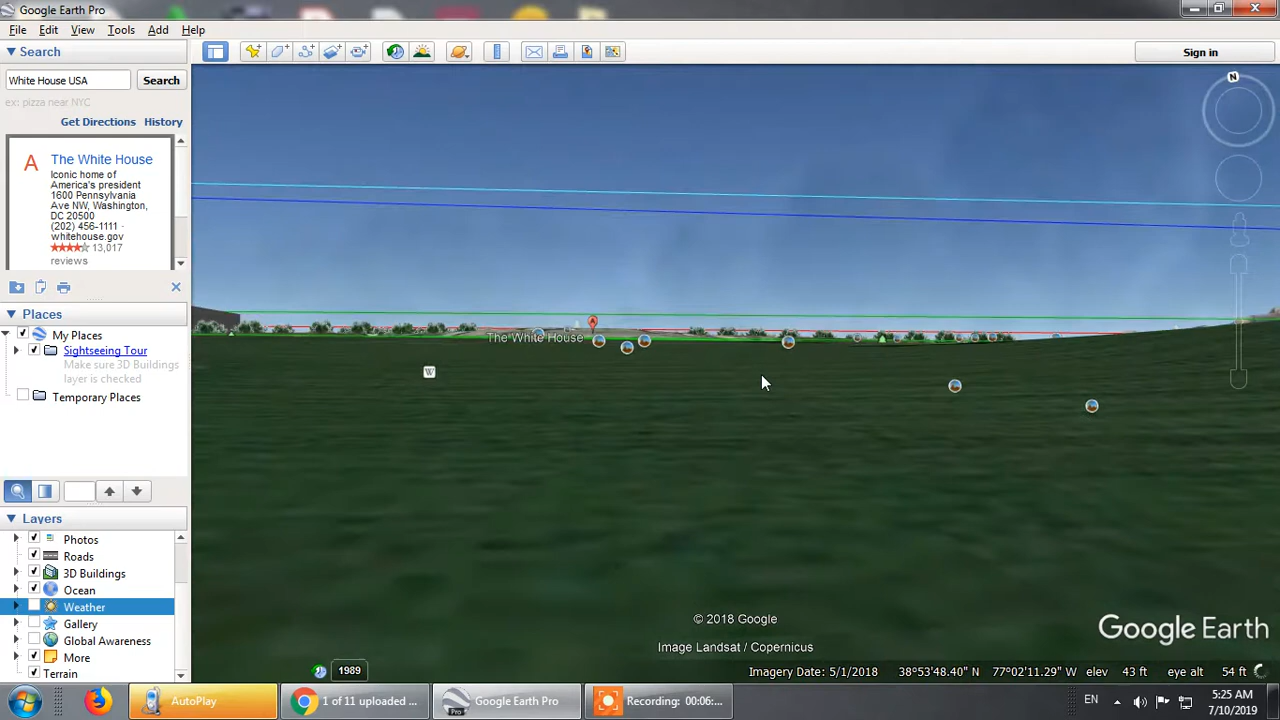 Google Earth Pro
File Edit View Tools Add Help
Search
Sign in
White House USA
Search
ex: pizza near NYC
Get Directions History
A
The White House
Iconic home of
America's president
1600 Pennsylvania
Ave NW, Washington,
DC 20500
(202) 456-1111 ·
whitehouse.gov
13,017
reviews
N
A
The White House
W
Places
My Places
Sightseeing Tour
Make sure 3D Buildings
layer is checked
Temporary Places
Layers
Photos
Roads
3D Buildings
Ocean
Weather
Gallery
Global Awareness
More
Terrain
© 2018 Google
Image Landsat / Copernicus
Google Earth
1989
Imagery Date: 5/1/2018 38°53'48.40" N 77°02'11.29" W elev 43 ft eye alt 54 ft
AutoPlay
1 of 11 uploaded ...
Pro
Google Earth Pro
Recording: 00:06:...
EN
5:25 AM
7/10/2019